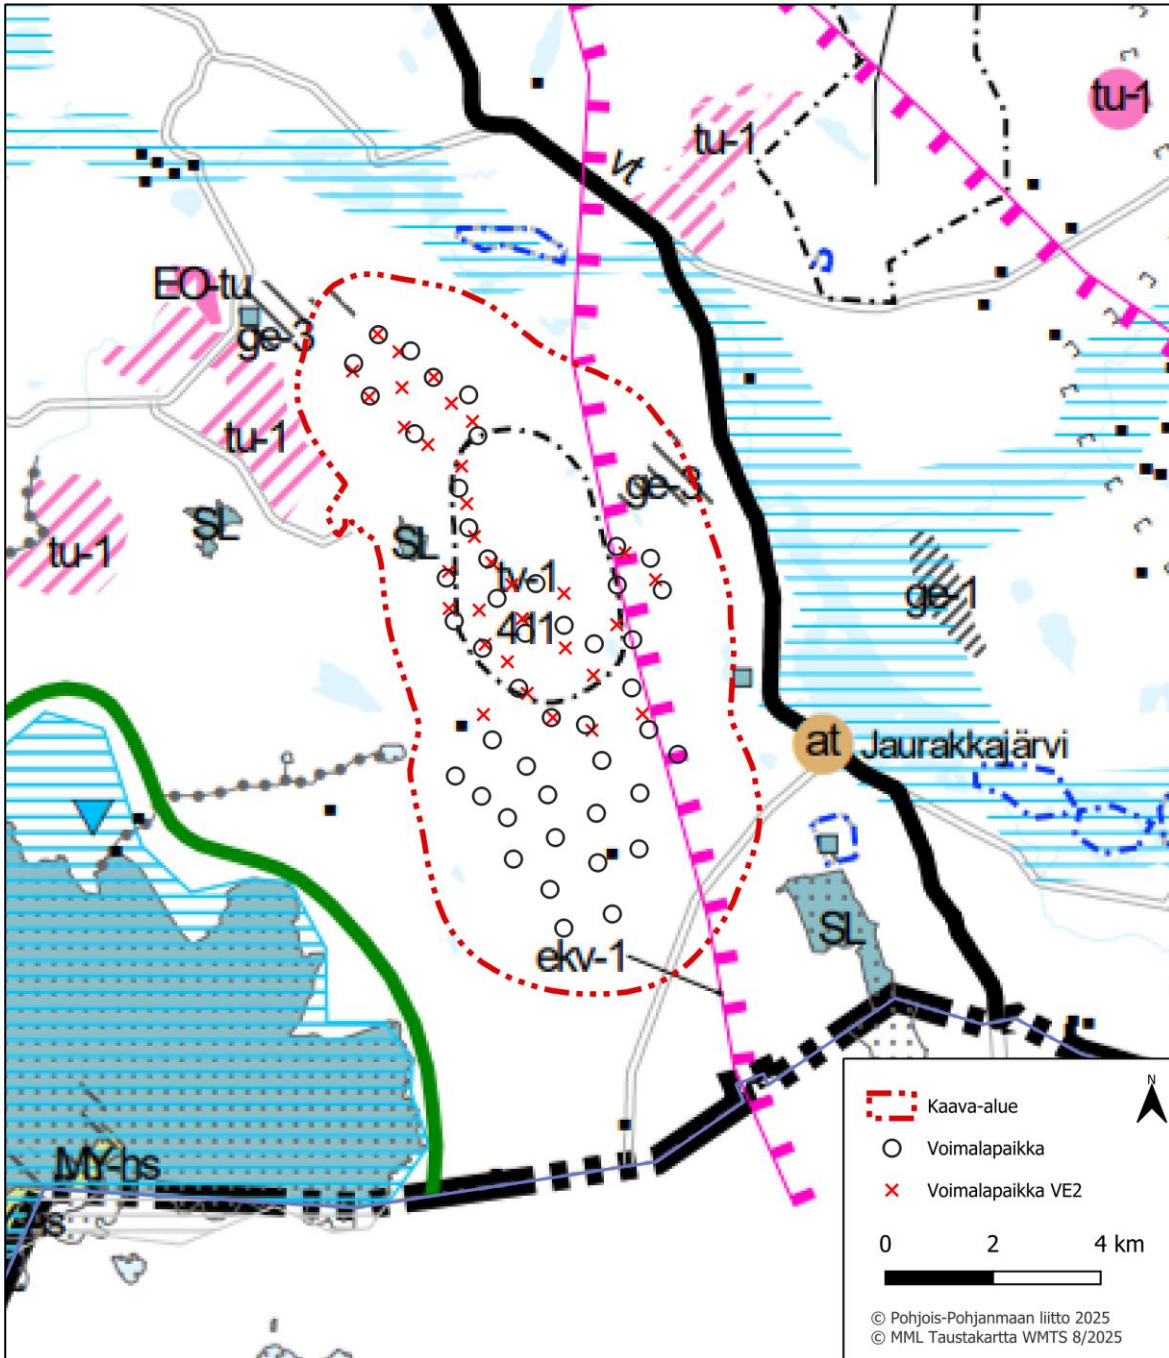 vt
tu-1
tu-1
EO-tu
ge-3
tu-1
ge-3
SL
SL
tu-1
tv-1
411
ge-1
at Jaurakkajärvi
SL
ekv-1
MY-hs
N
Kaava-alue
Voimalapaikka
Voimalapaikka VE2
0 2 4 km
© Pohjois-Pohjanmaan liitto 2025
© MML Taustakartta WMTS 8/2025